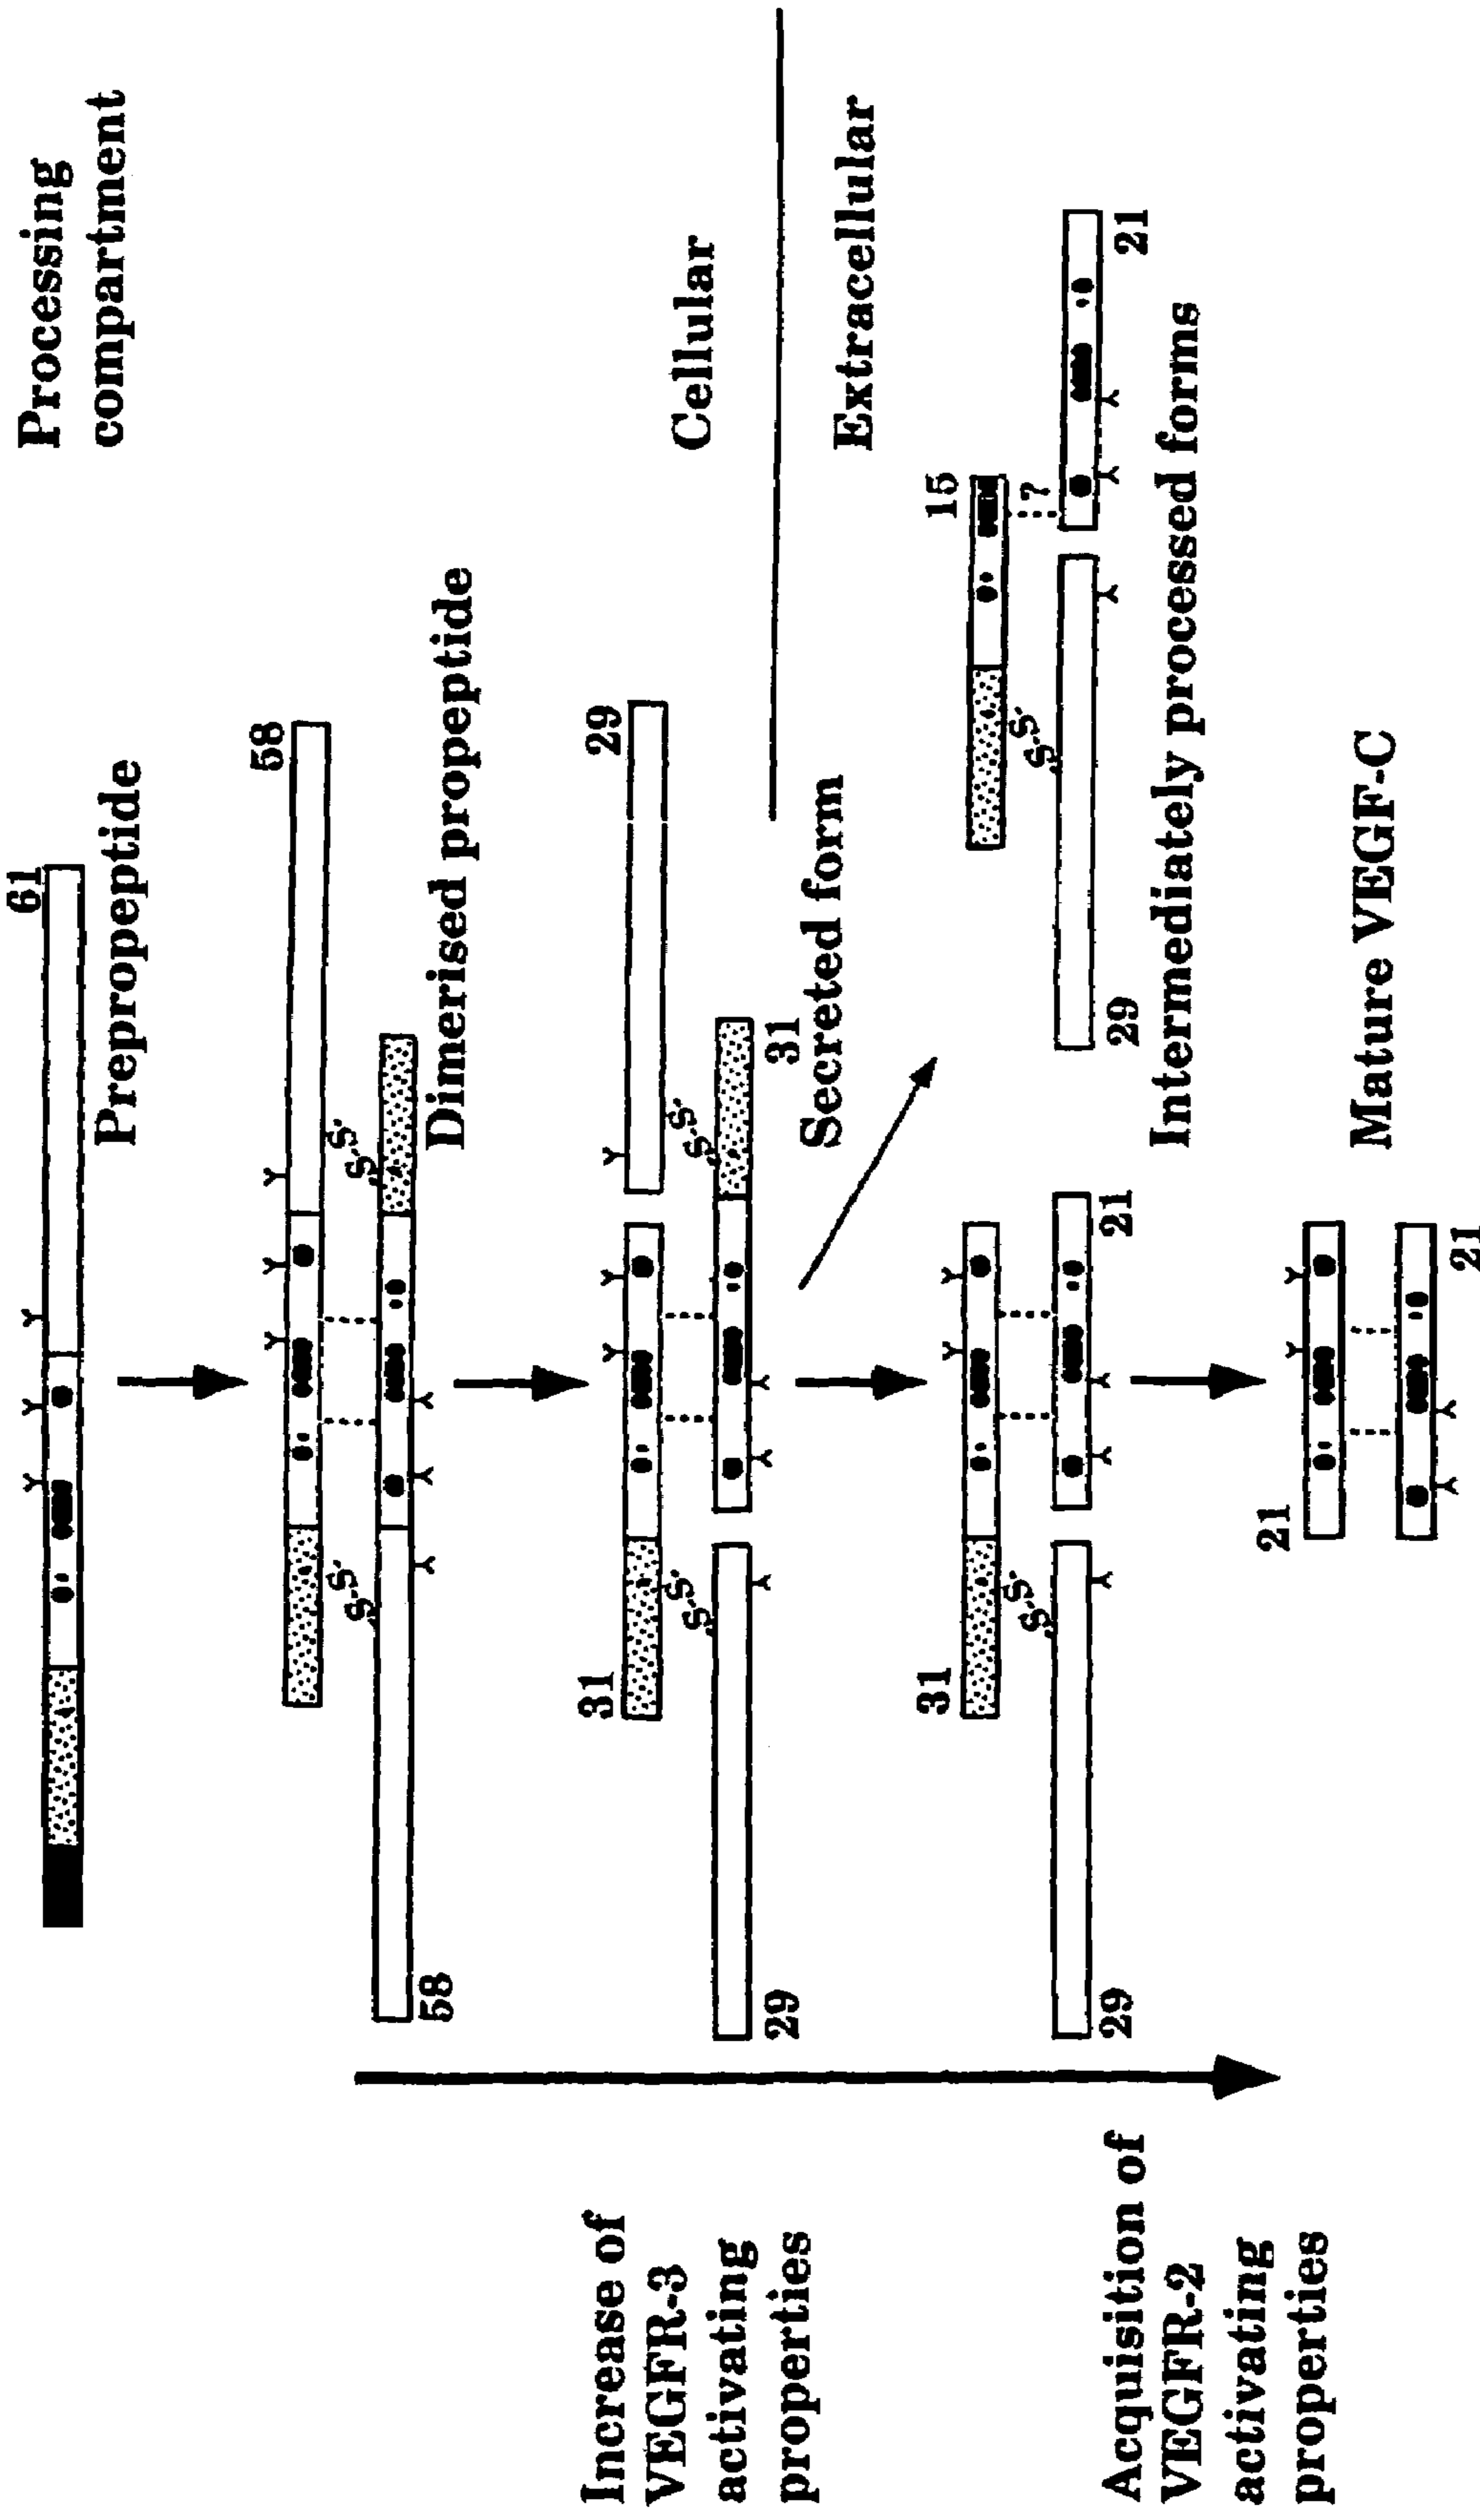 Processing
compartment
61
Prepropeptide
58
S-S
S-S
58
Dimerised propeptide
Increase of
VEGFR-3
activating
properties
31
29
S-S
S-S
29
31
Secreted form
Cellular
Extracellular
31
S-S
29
21
15
?
S-S
29
21
Intermediately processed forms
Acquisition of
VEGFR-2
activating
properties
21
21
Mature VEGF-C